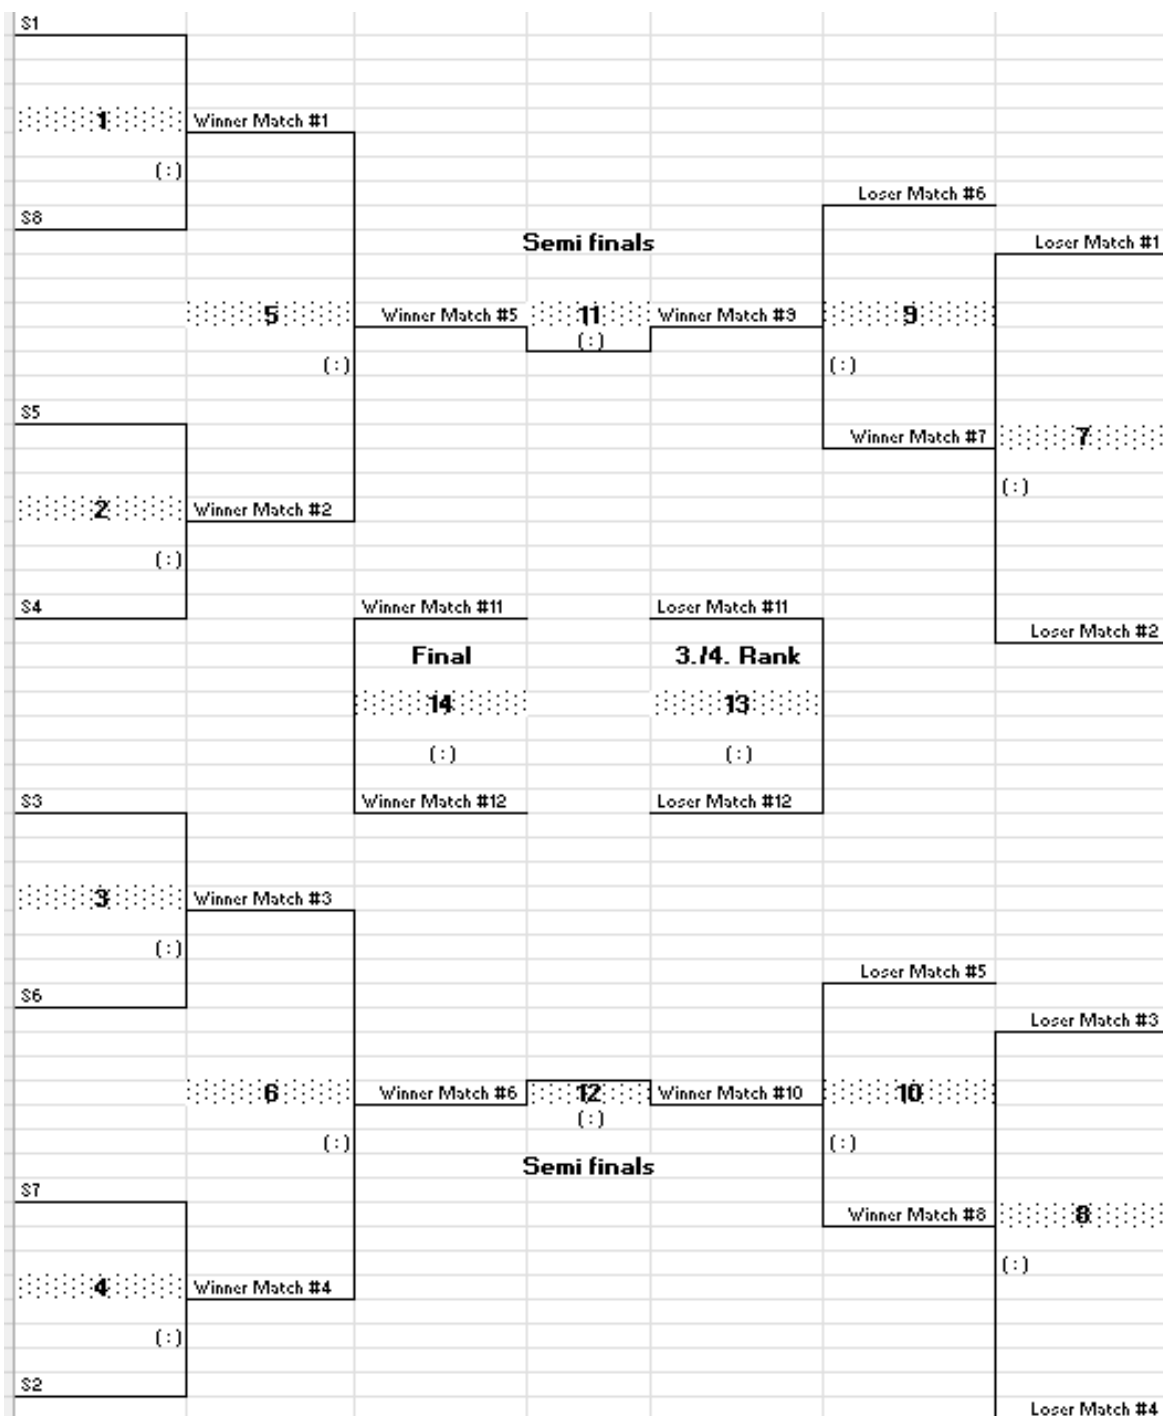 S1
1 Winner Match #1
(:)
Loser Match #6
S8
Semi finals Loser Match #1
5 Winner Match #5 11 Winner Match #9 9
(:)
(:) (:)
S5
Winner Match #7 7
(:)
2 Winner Match #2
(:)
S4 Winner Match #11 Loser Match #11
Loser Match #2
Final 3./4. Rank
14 13
(:) (:)
S3 Winner Match #12 Loser Match #12
3 Winner Match #3
(:)
Loser Match #5
S6
Loser Match #3
6 Winner Match #6 12 Winner Match #10 10
(:)
(:) (:)
Semi finals
S7
Winner Match #8 8
(:)
4 Winner Match #4
(:)
S2
Loser Match #4